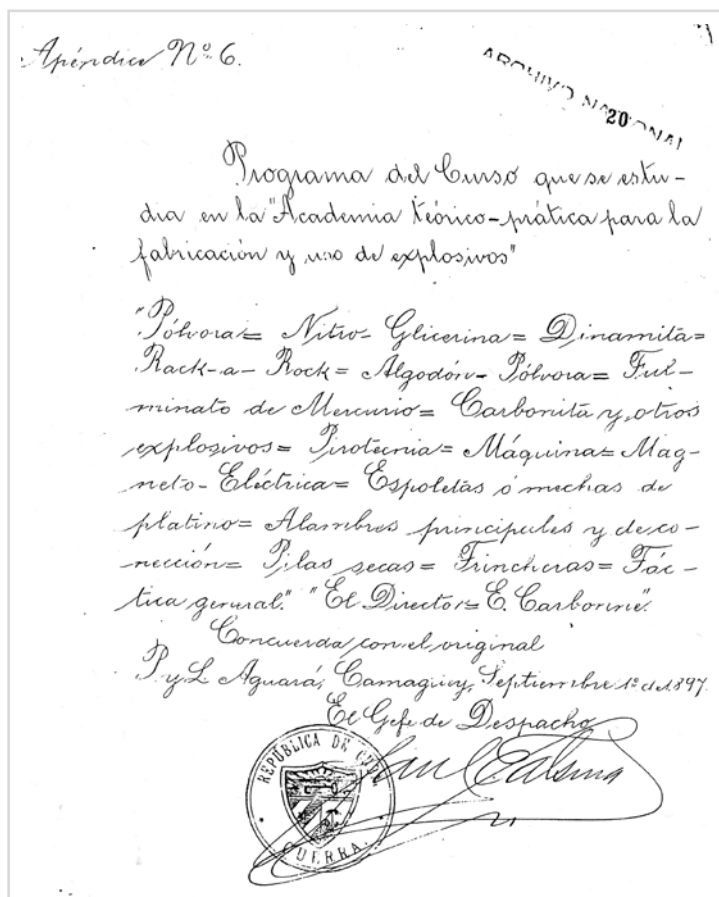 Apéndice Nº 6.
ARCHIVO NACIONAL
20
Programa del Curso que se estu-
dia en la "Academia teórico-prática para la
fabricación y uso de explosivos"
"Pólvora = Nitro-Glicerina = Dinamita =
Rack-a-Rock = Algodón-Pólvora = Ful-
minato de Mercurio = Carbonita y otros
explosivos = Pirotecnia = Máquina = Mag-
neto-Eléctrica = Espoletas ó mechas de
platino = Alambres principales y de co-
nección = Pilas secas = Trincheras = Tác-
tica general." "El Director = E. Carbonne".
Concuerda con el original
P. y L. Aguará, Camagüey, Septiembre 1º de 1897.
El Gefe de Despacho
REPÚBLICA DE CUBA
GUERRA.